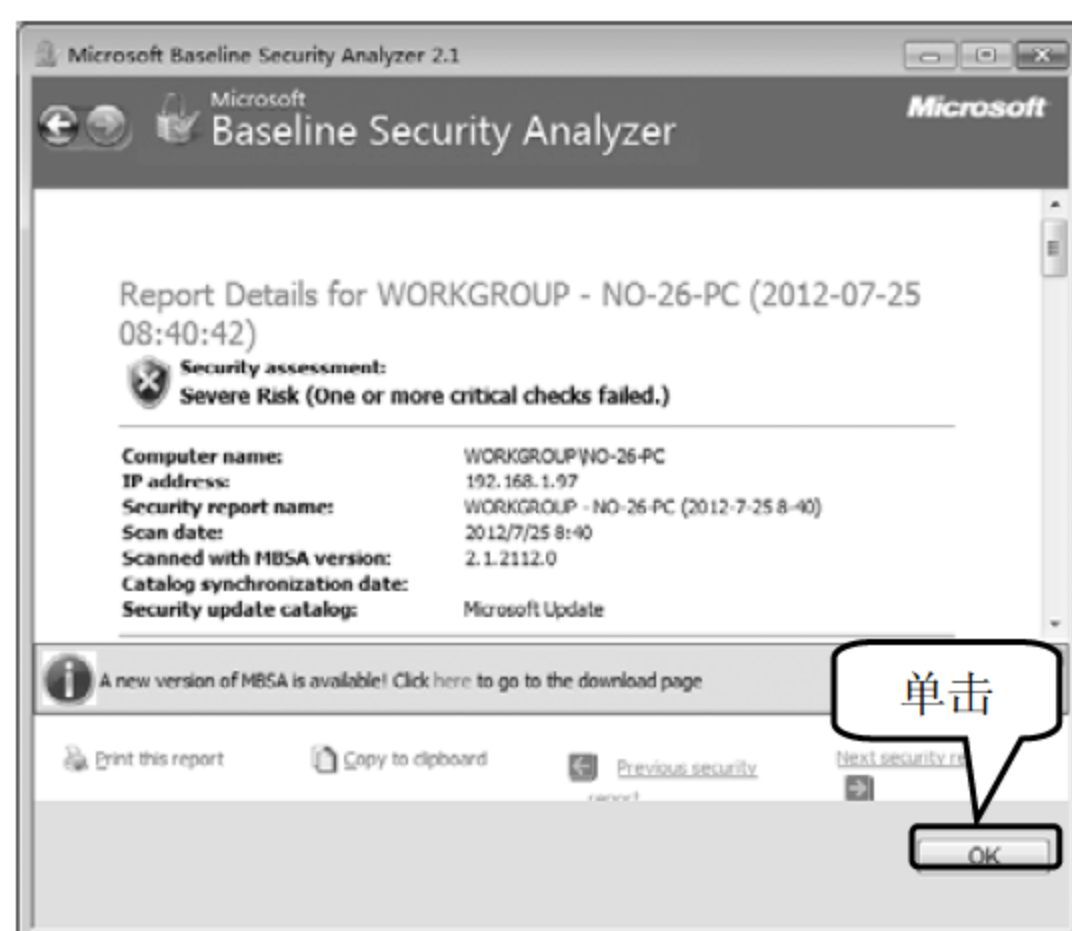 Microsoft Baseline Security Analyzer 2.1
Microsoft
Baseline Security Analyzer
Microsoft
Report Details for WORKGROUP - NO-26-PC (2012-07-25
08:40:42)
Security assessment:
Severe Risk (One or more critical checks failed.)
Computer name: WORKGROUP\NO-26-PC
IP address: 192.168.1.97
Security report name: WORKGROUP - NO-26-PC (2012-7-25 8-40)
Scan date: 2012/7/25 8:40
Scanned with MBSA version: 2.1.2112.0
Catalog synchronization date:
Security update catalog: Microsoft Update
A new version of MBSA is available! Click here to go to the download page
单击
Print this report Copy to clipboard Previous security Next security
OK